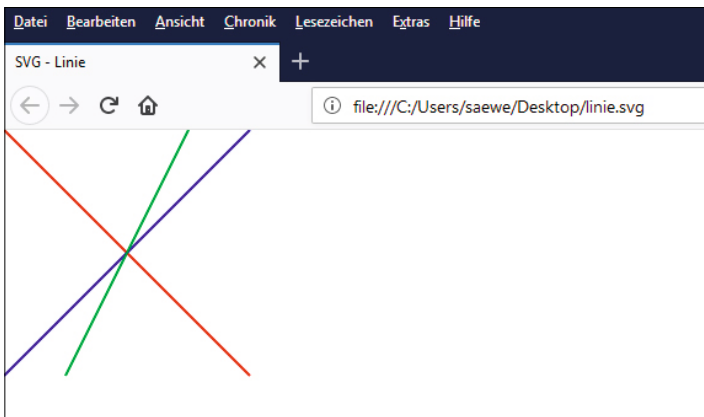 Datei Bearbeiten Ansicht Chronik Lesezeichen Extras Hilfe
SVG - Linie
file:///C:/Users/saewe/Desktop/linie.svg